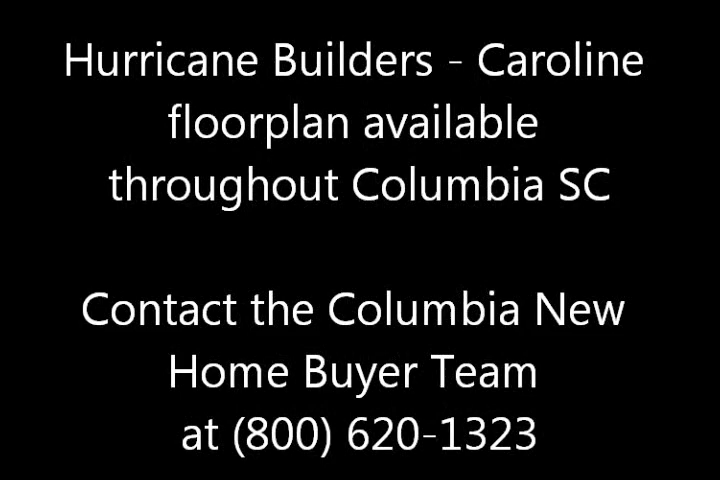 Hurricane Builders - Caroline
floorplan available
throughout Columbia SC
Contact the Columbia New
Home Buyer Team
at (800) 620-1323